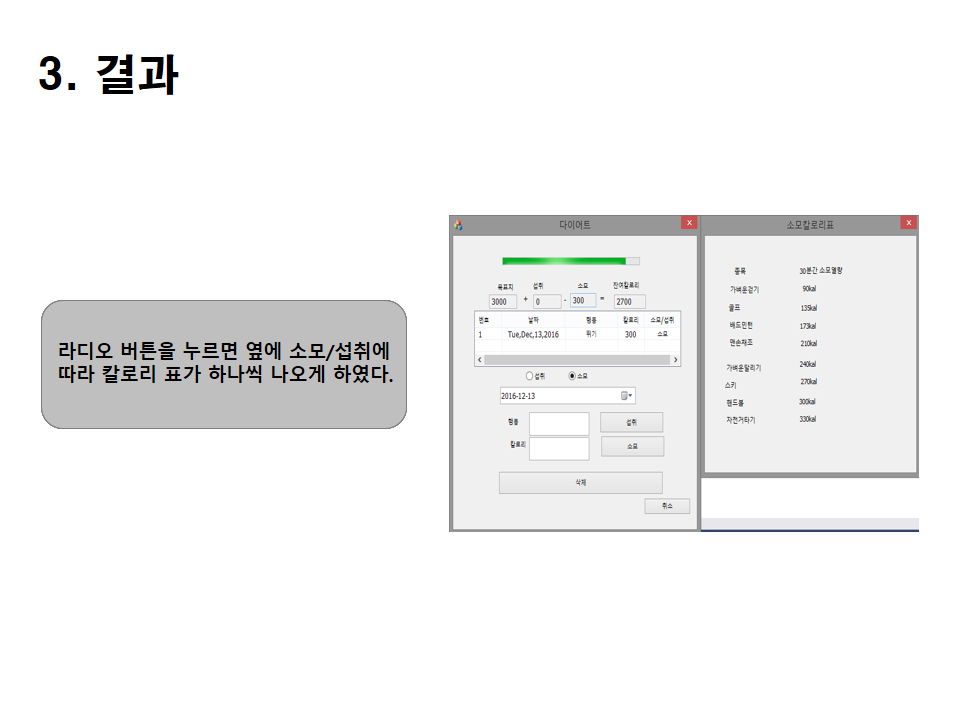 3. 결과
라디오 버튼을 누르면 옆에 소모/섭취에
따라 칼로리 표가 하나씩 나오게 하였다.
다이어트
목표치 섭취 소모 잔여칼로리
3000 + 0 - 300 = 2700
번호 날짜 행동 칼로리 소모/섭취
1 Tue,Dec,13,2016 뛰기 300 소모
섭취 소모
2016-12-13
행동 섭취
칼로리 소모
삭제
취소
소모칼로리표
종목 30분간 소모열량
가벼운걷기 90kal
골프 135kal
배드민턴 173kal
맨손체조 210kal
가벼운달리기 240kal
스키 270kal
핸드볼 300kal
자전거타기 330kal